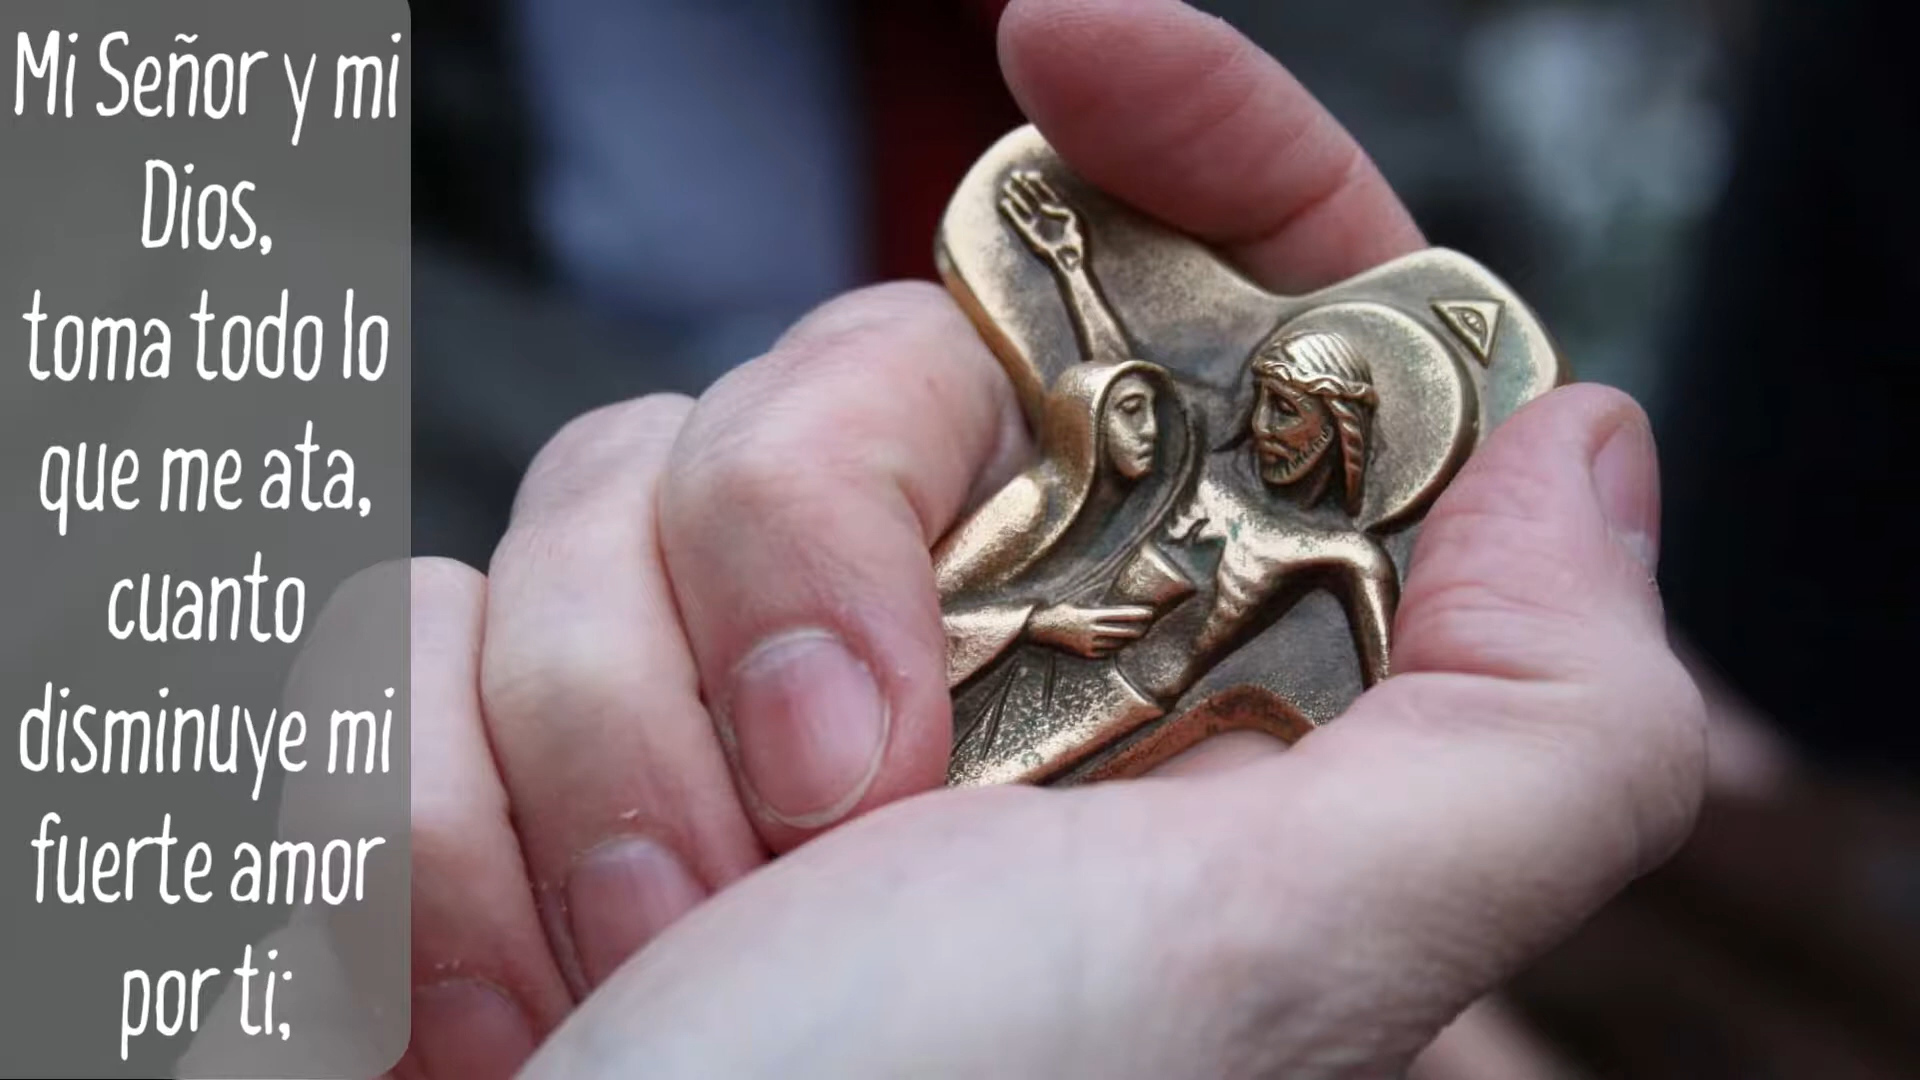 Mi Señor y mi
Dios,
toma todo lo
que me ata,
cuanto
disminuye mi
fuerte amor
por ti;